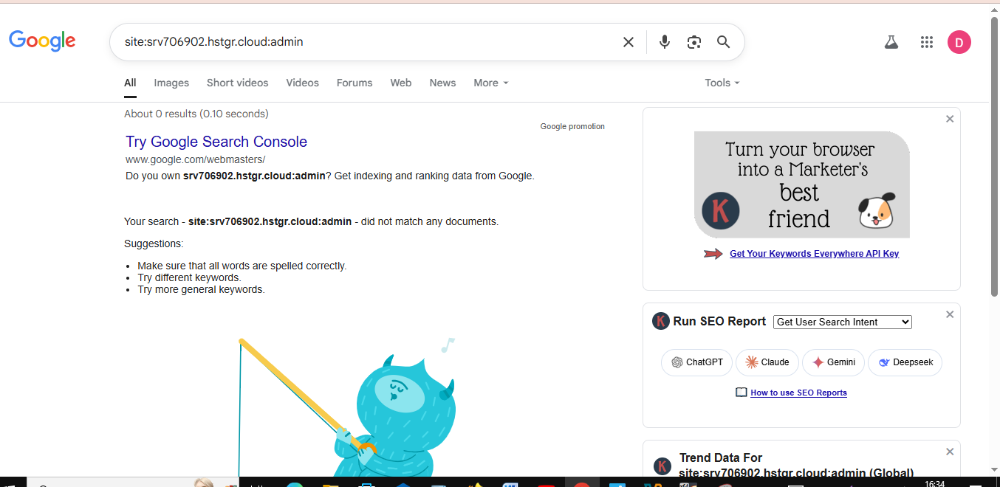 Google
site:srv706902.hstgr.cloud:admin
D
All Images Short videos Videos Forums Web News More Tools
About 0 results (0.10 seconds)
Google promotion
Try Google Search Console
www.google.com/webmasters/
Do you own srv706902.hstgr.cloud:admin? Get indexing and ranking data from Google.
Your search - site:srv706902.hstgr.cloud:admin - did not match any documents.
Suggestions:
Make sure that all words are spelled correctly.
Try different keywords.
Try more general keywords.
Turn your browser
into a Marketer's
best
friend
K
Get Your Keywords Everywhere API Key
K Run SEO Report Get User Search Intent
ChatGPT Claude Gemini Deepseek
How to use SEO Reports
K Trend Data For
site:srv706902.hstgr.cloud:admin (Global)
16:34